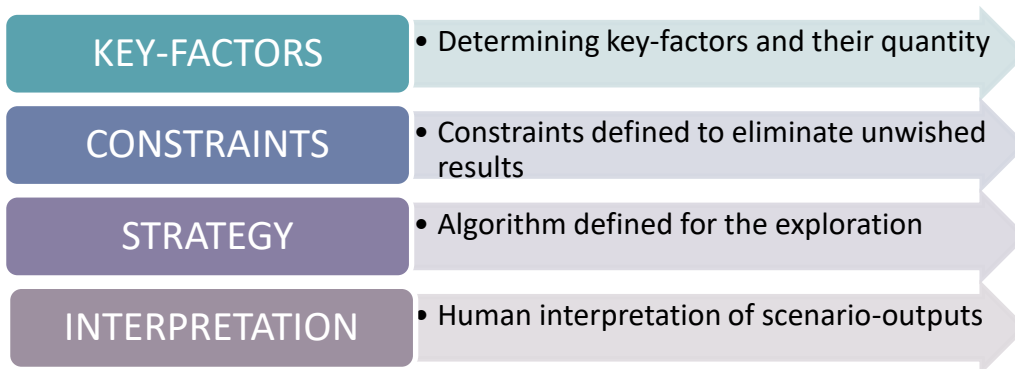 KEY-FACTORS
• Determining key-factors and their quantity
CONSTRAINTS
• Constraints defined to eliminate unwished
results
STRATEGY
• Algorithm defined for the exploration
INTERPRETATION
• Human interpretation of scenario-outputs